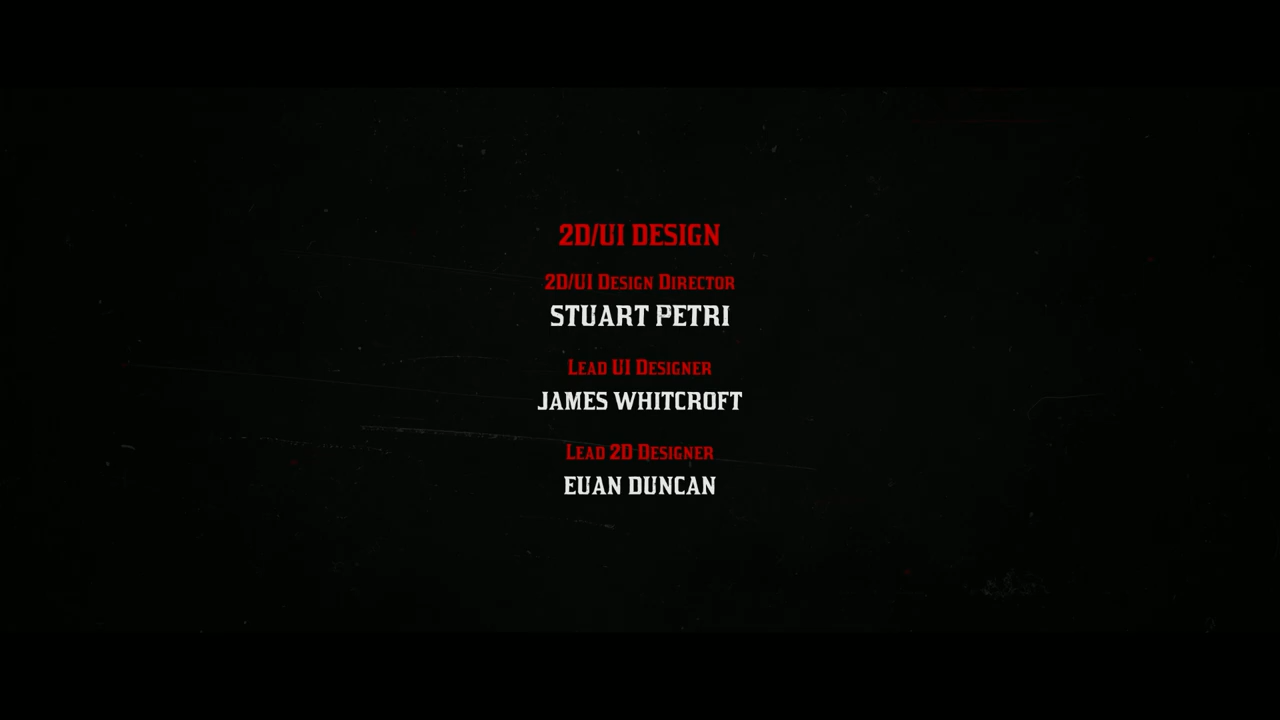 2D/UI DESIGN
2D/UI Design Director
STUART PETRI
Lead UI Designer
JAMES WHITCROFT
Lead 2D Designer
EUAN DUNCAN